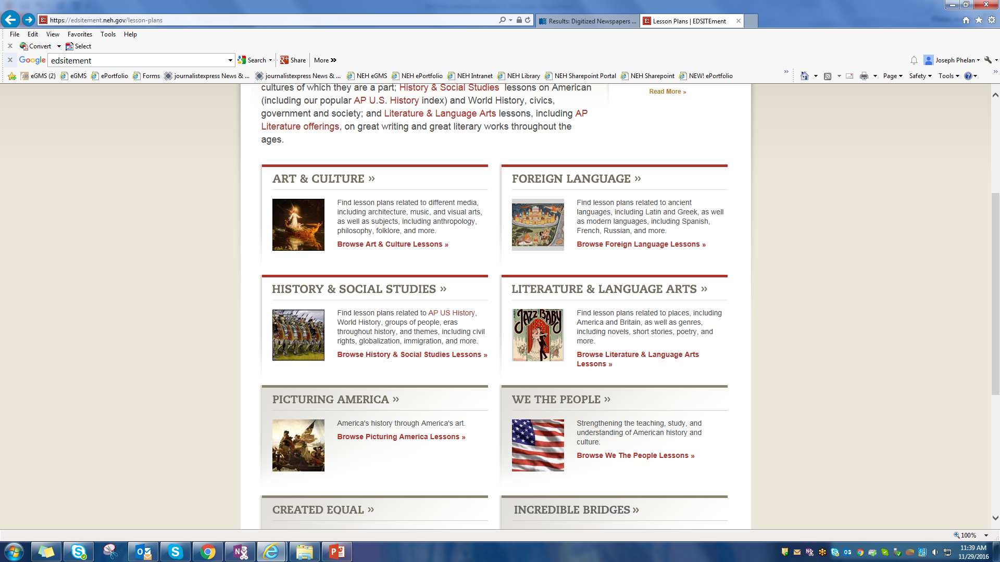 https://edsitement.neh.gov/lesson-plans
Results: Digitized Newspapers ...
Lesson Plans | EDSITEment
File Edit View Favorites Tools Help
Convert Select
Google edsitement Search Share More »
Joseph Phelan
eGMS (2) eGMS ePortfolio Forms journalistexpress News & ... journalistexpress News & ... NEH eGMS NEH ePortfolio NEH Intranet NEH Library NEH Sharepoint Portal NEH Sharepoint NEW! ePortfolio
Page Safety Tools
cultures of which they are a part; History & Social Studies lessons on American
(including our popular AP U.S. History index) and World History, civics,
government and society; and Literature & Language Arts lessons, including AP
Literature offerings, on great writing and great literary works throughout the
ages.
Read More »
ART & CULTURE »
Find lesson plans related to different media,
including architecture, music, and visual arts,
as well as subjects, including anthropology,
philosophy, folklore, and more.
Browse Art & Culture Lessons »
FOREIGN LANGUAGE »
Find lesson plans related to ancient
languages, including Latin and Greek, as well
as modern languages, including Spanish,
French, Russian, and more.
Browse Foreign Language Lessons »
HISTORY & SOCIAL STUDIES »
Find lesson plans related to AP US History,
World History, groups of people, eras
throughout history, and themes, including civil
rights, globalization, immigration, and more.
Browse History & Social Studies Lessons »
LITERATURE & LANGUAGE ARTS »
JAZZ BABY
Find lesson plans related to places, including
America and Britain, as well as genres,
including novels, short stories, poetry, and
more.
Browse Literature & Language Arts
Lessons »
PICTURING AMERICA »
America's history through America's art.
Browse Picturing America Lessons »
WE THE PEOPLE »
Strengthening the teaching, study, and
understanding of American history and
culture.
Browse We The People Lessons »
CREATED EQUAL »
INCREDIBLE BRIDGES »
100%
11:39 AM
11/29/2016